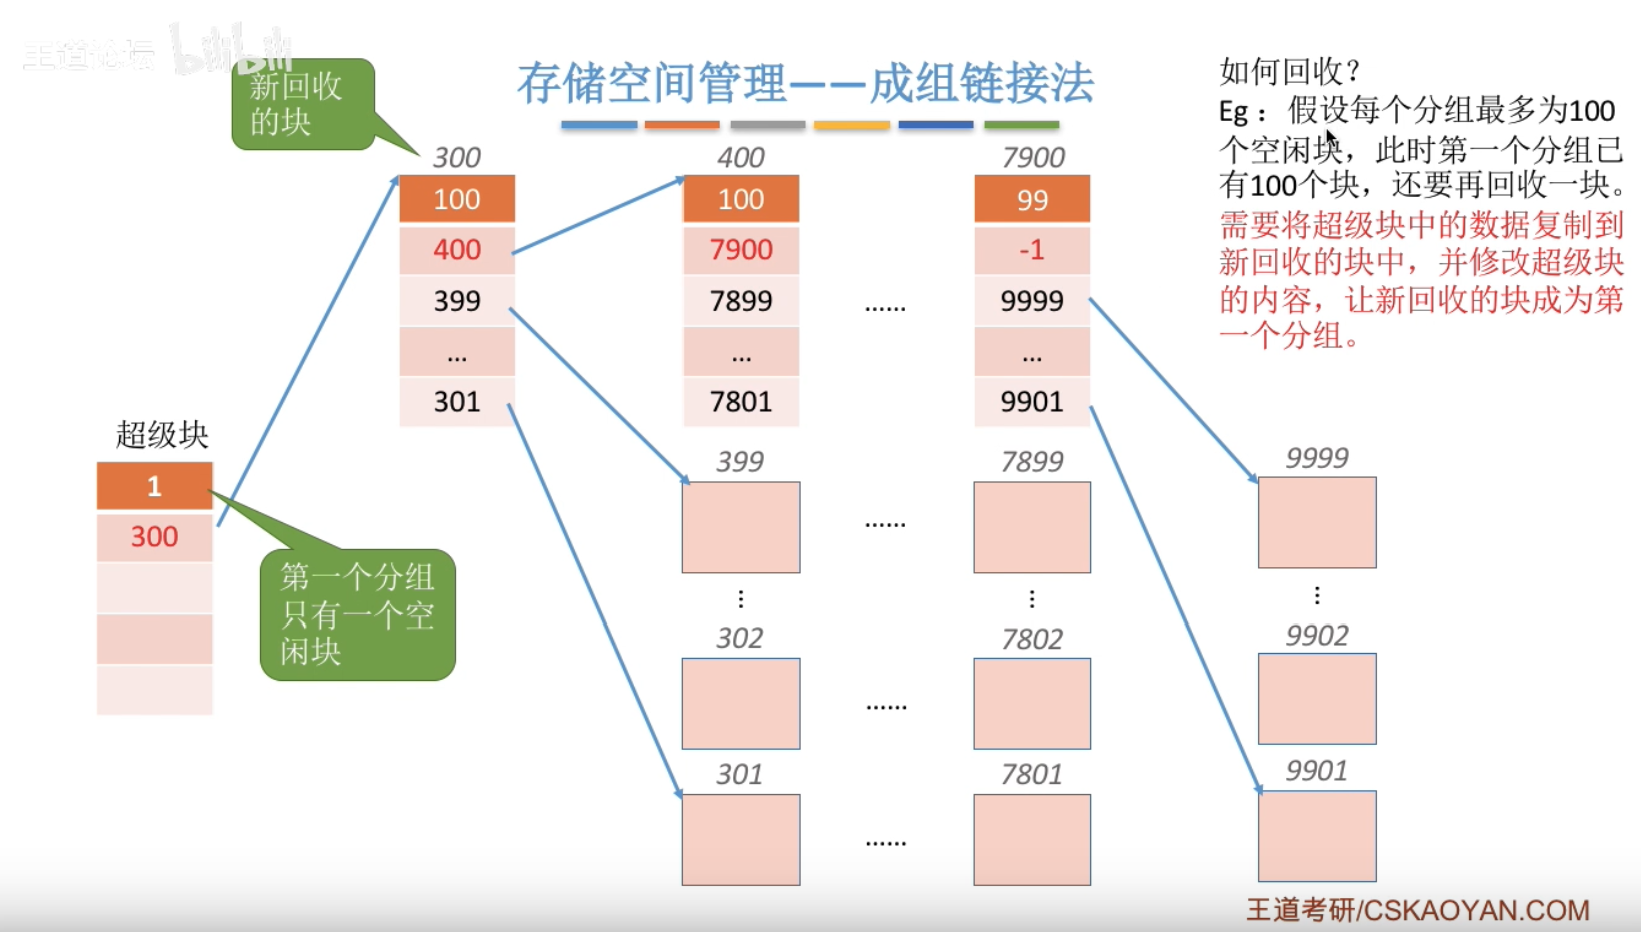 王道论坛 bilibili
存储空间管理——成组链接法
新回收
的块
如何回收？
Eg：假设每个分组最多为100
个空闲块，此时第一个分组已
有100个块，还要再回收一块。
需要将超级块中的数据复制到
新回收的块中，并修改超级块
的内容，让新回收的块成为第
一个分组。
300
100
400
399
...
301
400
100
7900
7899
...
7801
......
7900
99
-1
9999
...
9901
超级块
1
300
第一个分组
只有一个空
闲块
399
⋮
302
301
......
......
......
7899
⋮
7802
7801
9999
⋮
9902
9901
王道考研/CSKAOYAN.COM